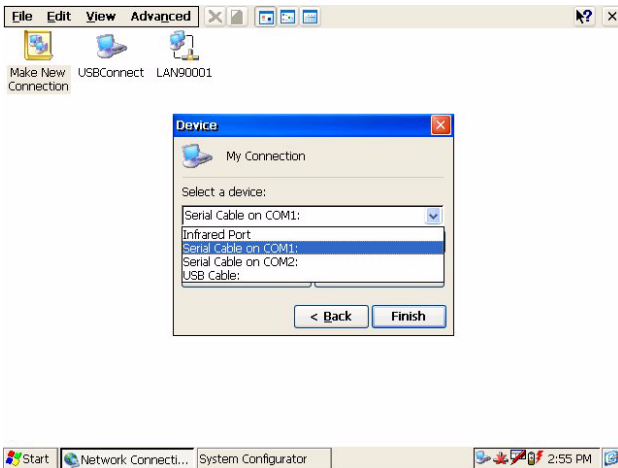 File Edit View Advanced
Make New Connection
USBConnect
LAN90001
Device
My Connection
Select a device:
Serial Cable on COM1:
Infrared Port
Serial Cable on COM1:
Serial Cable on COM2:
USB Cable:
< Back
Finish
Start
Network Connecti...
System Configurator
2:55 PM